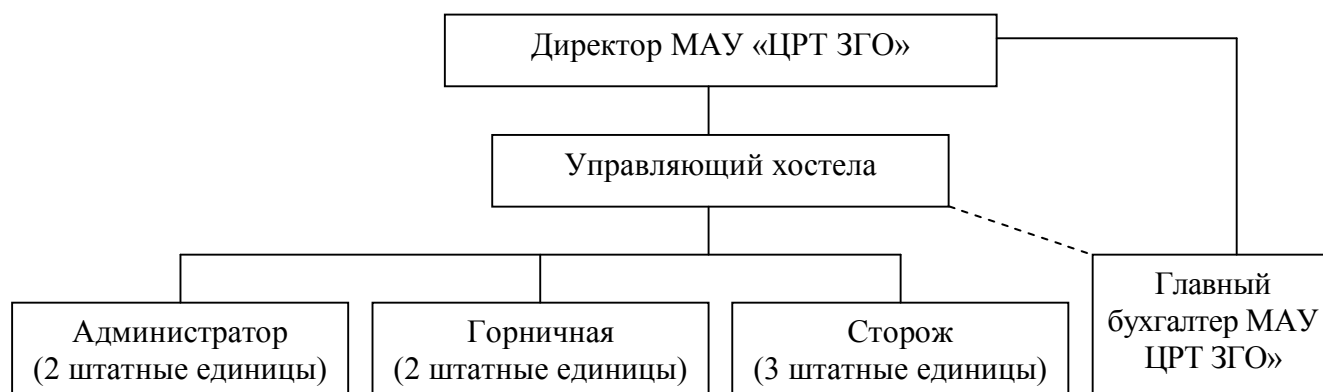 Директор МАУ «ЦРТ ЗГО»
Управляющий хостела
Администратор
(2 штатные единицы)
Горничная
(2 штатные единицы)
Сторож
(3 штатные единицы)
Главный
бухгалтер МАУ
ЦРТ ЗГО»